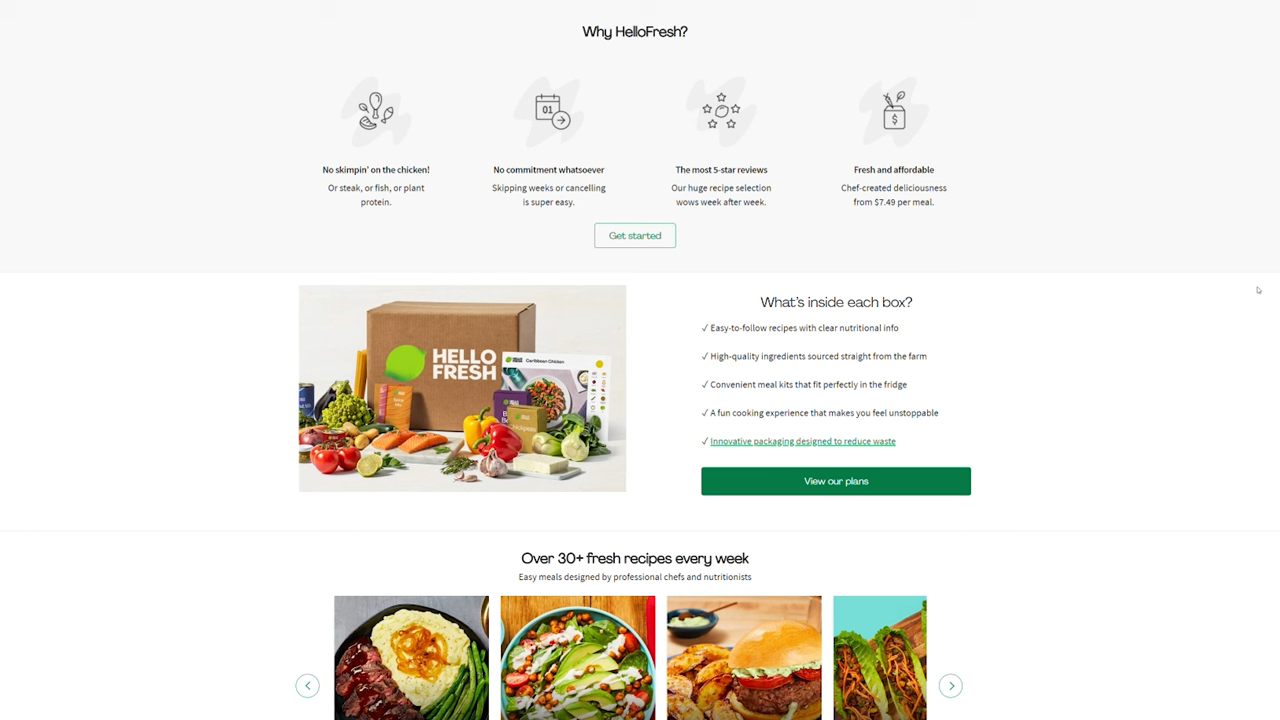 Why HelloFresh?
01
$
No skimpin' on the chicken!
No commitment whatsoever
The most 5-star reviews
Fresh and affordable
Or steak, or fish, or plant
protein.
Skipping weeks or cancelling
is super easy.
Our huge recipe selection
wows week after week.
Chef-created deliciousness
from $7.49 per meal.
Get started
HELLO
FRESH
Caribbean Chicken
Chickpeas
What's inside each box?
✓ Easy-to-follow recipes with clear nutritional info
✓ High-quality ingredients sourced straight from the farm
✓ Convenient meal kits that fit perfectly in the fridge
✓ A fun cooking experience that makes you feel unstoppable
✓ Innovative packaging designed to reduce waste
View our plans
Over 30+ fresh recipes every week
Easy meals designed by professional chefs and nutritionists